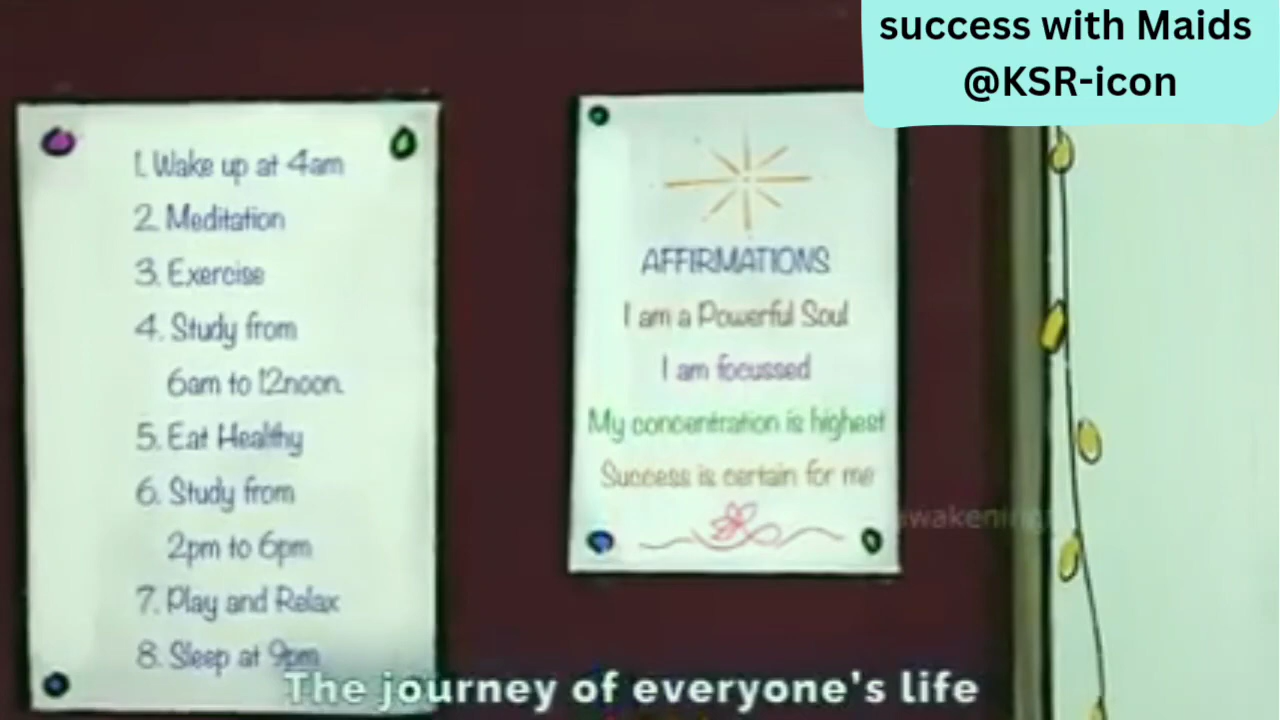 success with Maids
@KSR-icon
1. Wake up at 4am
2. Meditation
3. Exercise
4. Study from
6am to 12noon.
5. Eat Healthy
6. Study from
2pm to 6pm
7. Play and Relax
8. Sleep at 9pm
AFFIRMATIONS
I am a Powerful Soul
I am focussed
My concentration is highest
Success is certain for me
awakening
The journey of everyone's life